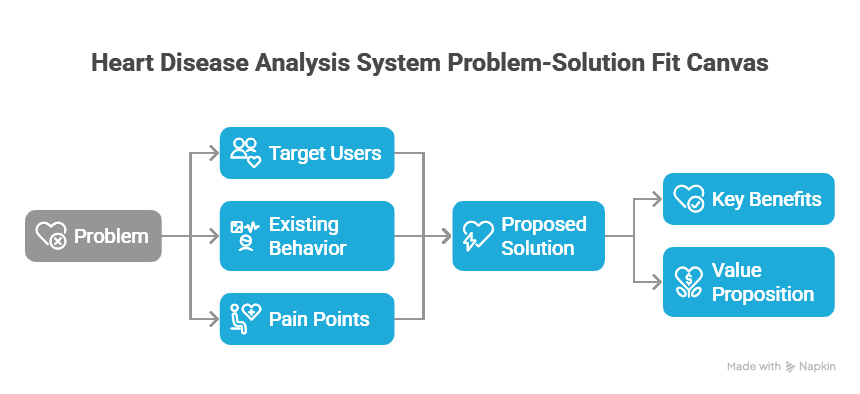 Heart Disease Analysis System Problem-Solution Fit Canvas
Problem
Target Users
Existing
Behavior
Pain Points
Proposed
Solution
Key Benefits
Value
Proposition
Made with Napkin